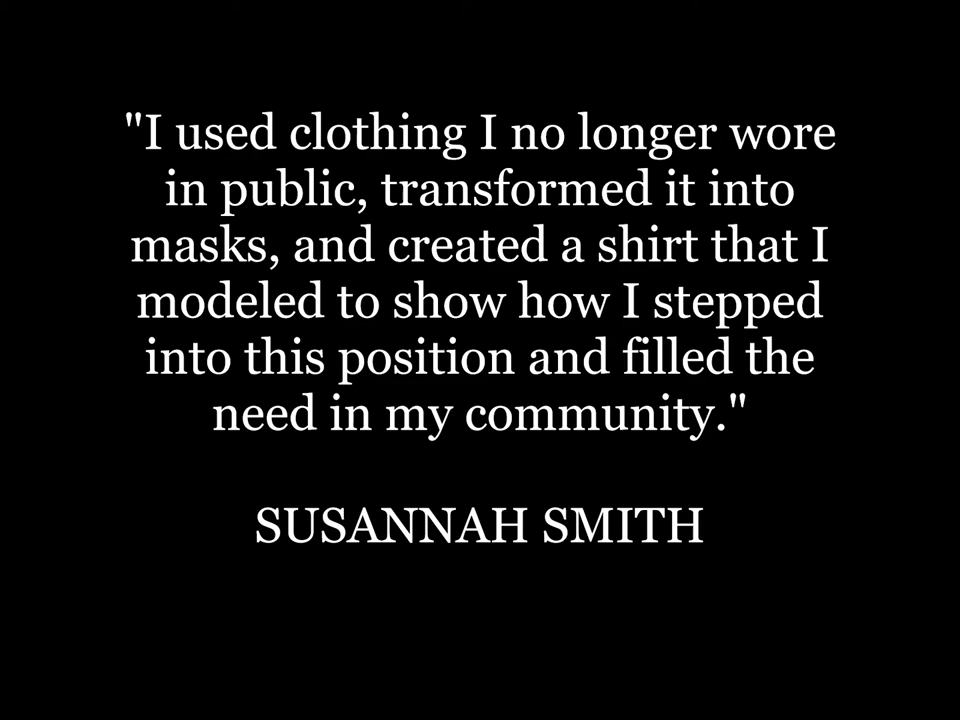 "I used clothing I no longer wore
in public, transformed it into
masks, and created a shirt that I
modeled to show how I stepped
into this position and filled the
need in my community."
SUSANNAH SMITH